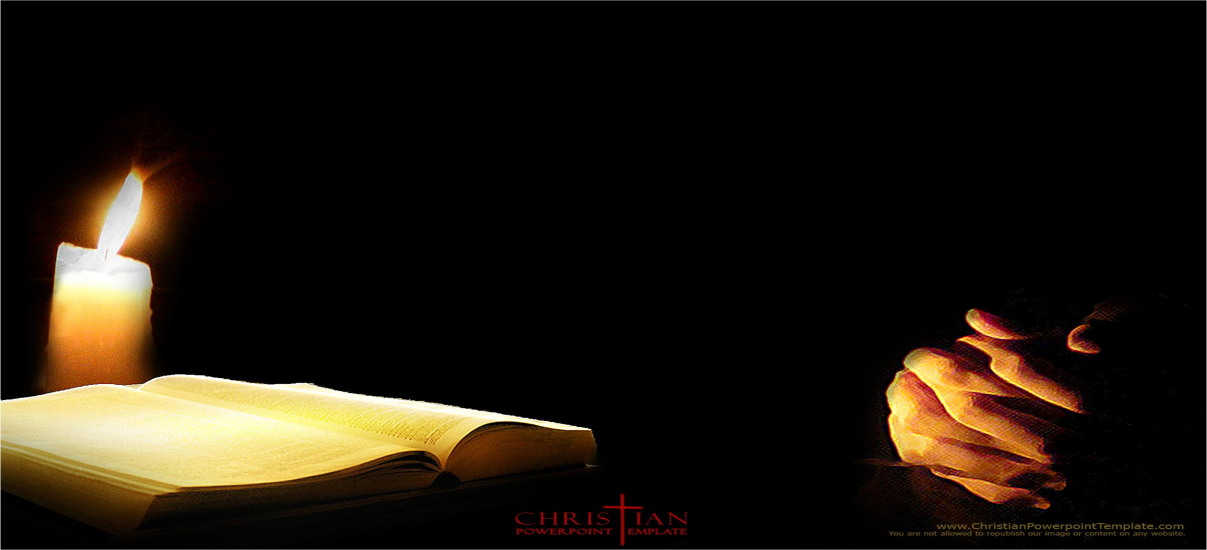 CHRISTIAN
POWERPOINT TEMPLATE
www.ChristianPowerpointTemplate.com
You are not allowed to republish our image or content on any website.